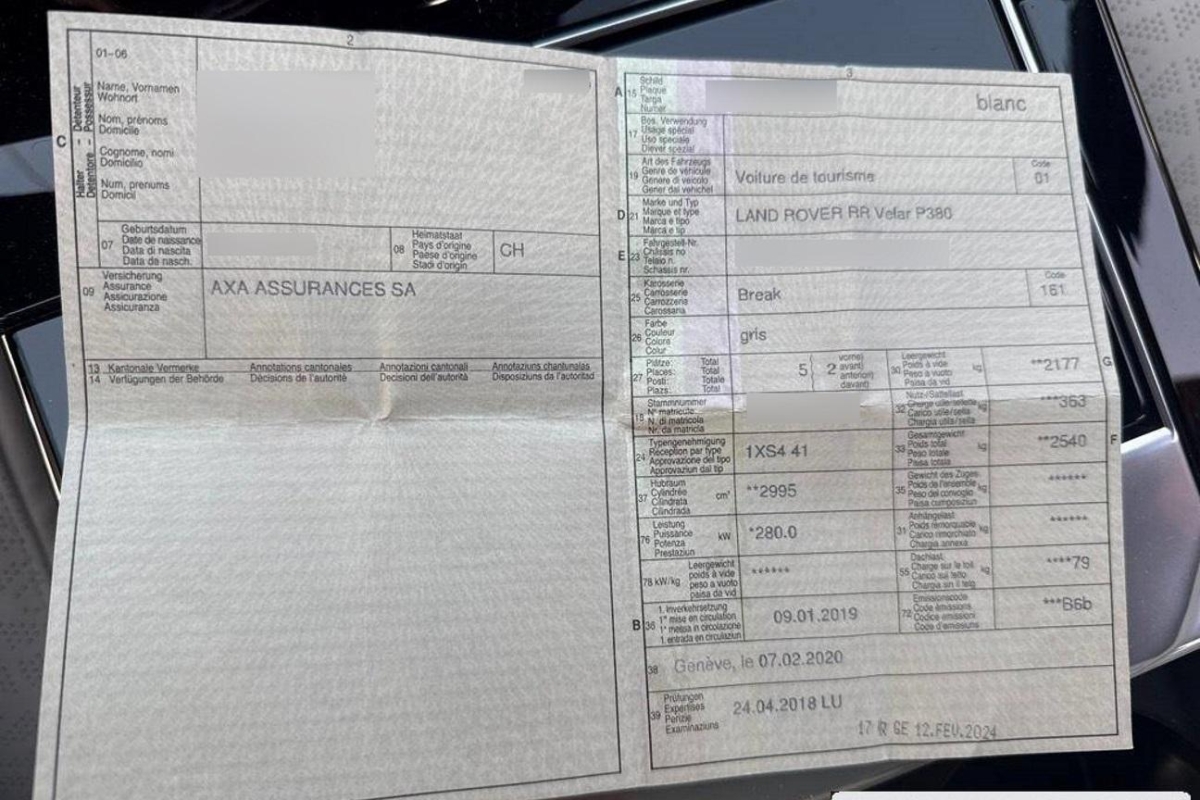 2
01-06
C
Halter - Détenteur
Detentore - Possessur
Name, Vornamen
Wohnort
Nom, prénoms
Domicile
Cognome, nomi
Domicilio
Num, prenums
Domicil
07
Geburtsdatum
Date de naissance
Data di nascita
Data da nasch.
08
Heimatstaat
Pays d'origine
Paese d'origine
Stadi d'origin
CH
09
Versicherung
Assurance
Assicurazione
Assicuranza
AXA ASSURANCES SA
13 Kantonale Vermerke Annotations cantonales Annotazioni cantonali Annotaziuns chantunalas
14 Verfügungen der Behörde Décisions de l'autorité Decisioni dell'autorità Disposiziuns da l'autoritad
3
A 15
Schild
Plaque
Targa
Numer
blanc
17
Bes. Verwendung
Usage spécial
Uso speciale
Diever spezial
19
Art des Fahrzeugs
Genre de véhicule
Genere di veicolo
Gener dal vehichel
Voiture de tourisme
Code
01
D 21
Marke und Typ
Marque et type
Marca e tipo
Marca e tip
LAND ROVER RR Velar P380
E 23
Fahrgestell-Nr.
Châssis no
Telaio n.
Schassis nr.
25
Karosserie
Carrosserie
Carrozzeria
Carossaria
Break
Code
161
26
Farbe
Couleur
Colore
Colur
gris
27
Plätze: Total
Places: Total
Posti: Totale
Plazs: Total
5
2
vorne
avant
anteriori
davant
30
Leergewicht
Poids à vide
Peso a vuoto
Paisa da vid
kg
**2177
G
18
Stammnummer
N° matricule
N. di matricola
Nr. da matricla
32
Nutz-/Sattellast
Charge utile/sellette
Carico utile/sella
Chargia utila/sella
kg
***363
24
Typengenehmigung
Réception par type
Approvazione del tipo
Approvaziun dal tip
1XS4 41
33
Gesamtgewicht
Poids total
Peso totale
Paisa totala
kg
**2540
F
37
Hubraum
Cylindrée
Cilindrata
Cilindrada
cm³
**2995
35
Gewicht des Zuges
Poids de l'ensemble
Peso del convoglio
Paisa cumposiziun
kg
******
76
Leistung
Puissance
Potenza
Prestaziun
kW
*280.0
31
Anhängelast
Poids remorquable
Carico rimorchiato
Chargia annexa
kg
******
78 kW/kg
Leergewicht
poids à vide
peso a vuoto
paisa da vid
******
55
Dachlast
Charge sur le toit
Carico sul tetto
Chargia sin il tetg
kg
****79
B 36
1. Inverkehrsetzung
1re mise en circulation
1a messa in circolazione
1. entrada en circulaziun
09.01.2019
72
Emissionscode
Code émissions
Codice emissioni
Code d'emissiuns
***B6b
38
Genève, le 07.02.2020
39
Prüfungen
Expertises
Perizie
Examinaziuns
24.04.2018 LU
17 R GE 12.FEV.2024